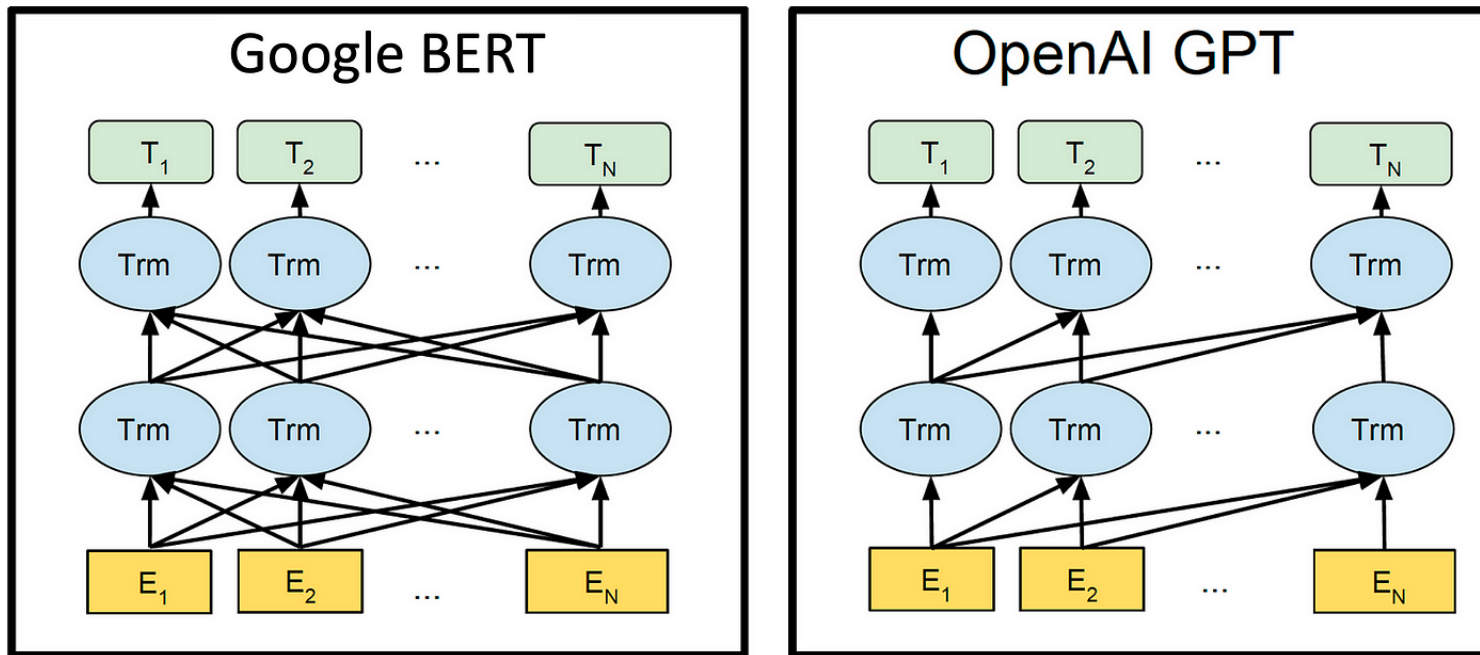 Google BERT
T1 T2 ... TN
Trm Trm ... Trm
Trm Trm ... Trm
E1 E2 ... EN
OpenAI GPT
T1 T2 ... TN
Trm Trm ... Trm
Trm Trm ... Trm
E1 E2 ... EN